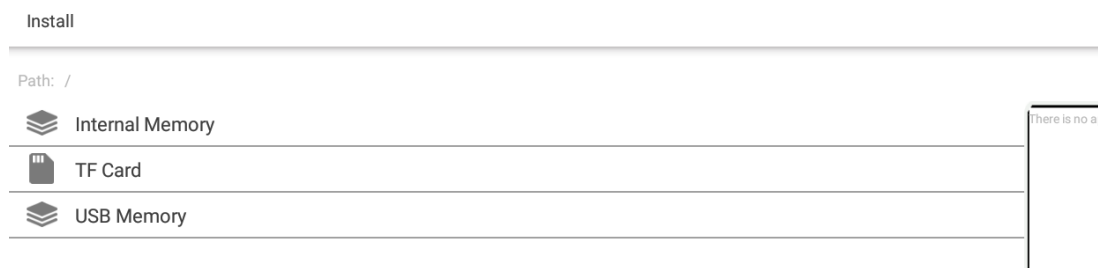 Install
Path: /
Internal Memory
There is no a
TF Card
USB Memory